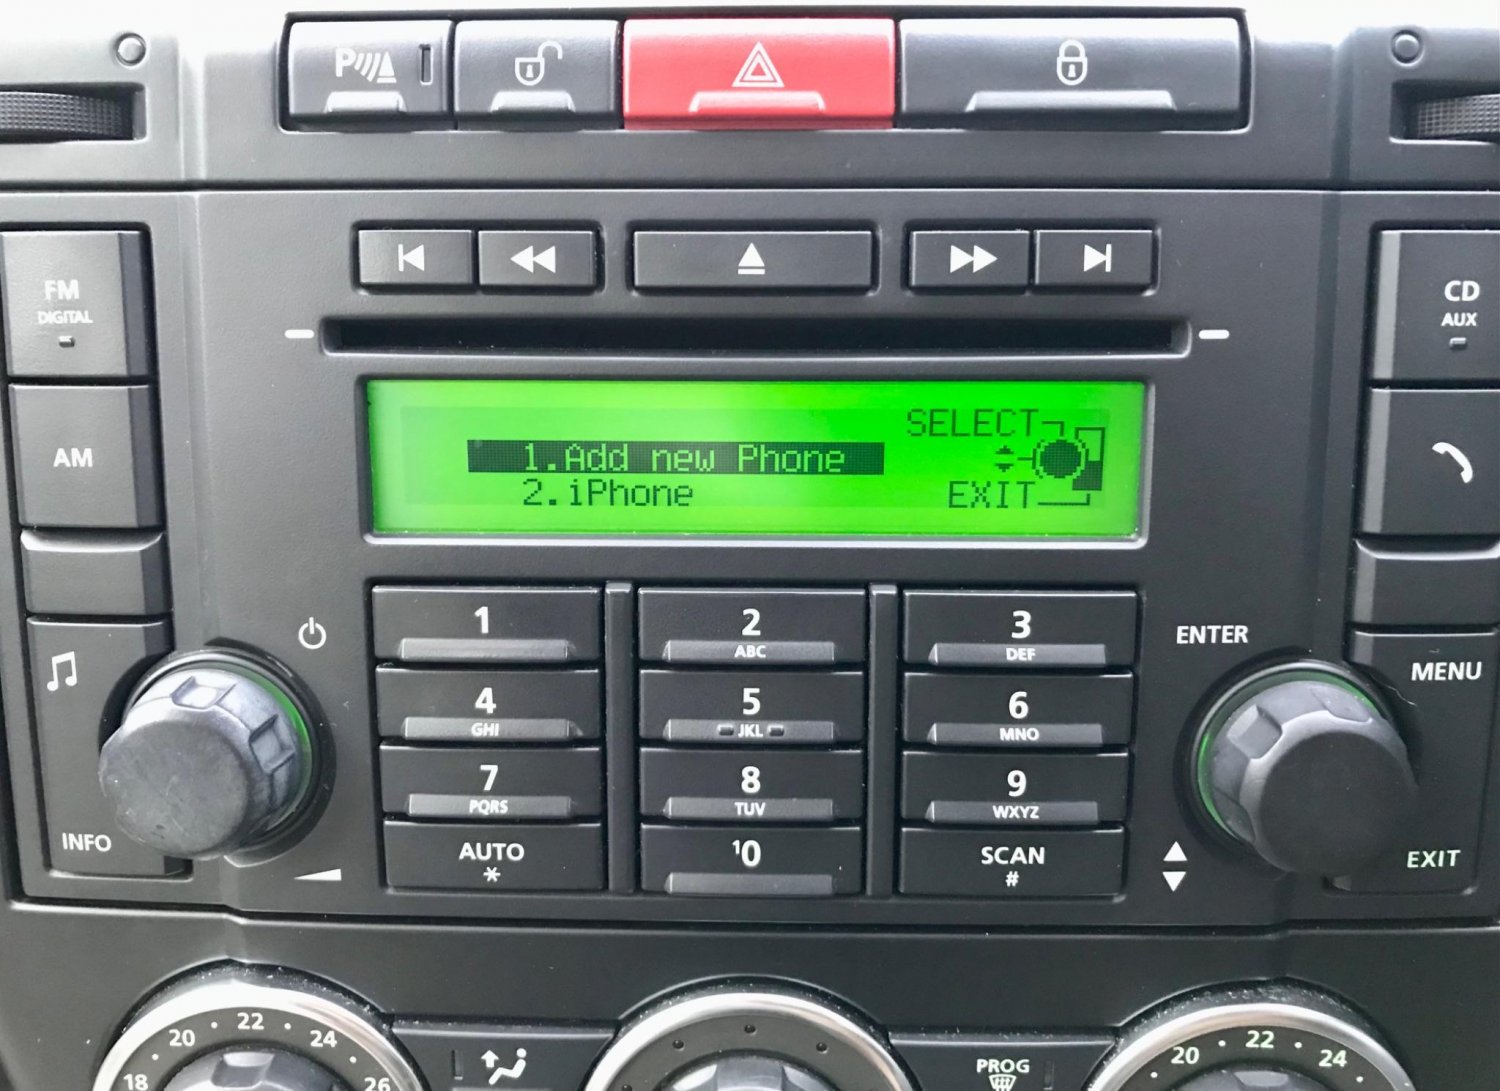 P
FM
DIGITAL
CD
AUX
SELECT
1.Add new Phone
2.iPhone
EXIT
AM
1
2
ABC
3
DEF
ENTER
MENU
4
GHI
5
JKL
6
MNO
7
PQRS
8
TUV
9
WXYZ
INFO
AUTO
*
10
SCAN
#
EXIT
18 20 22 24 26
PROG
20 22 24